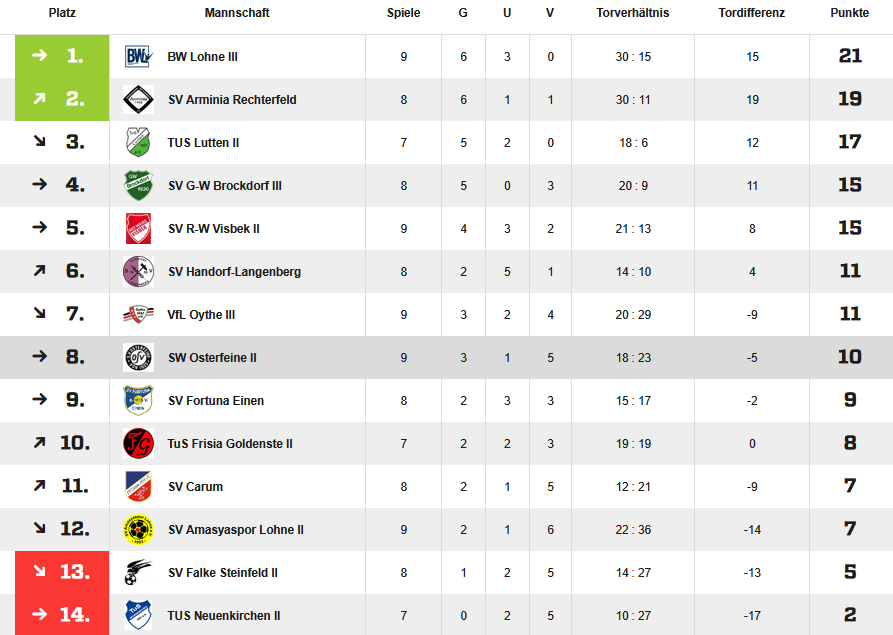 Platz Mannschaft Spiele G U V Torverhältnis Tordifferenz Punkte
1. BW Lohne III 9 6 3 0 30 : 15 15 21
2. SV Arminia Rechterfeld 8 6 1 1 30 : 11 19 19
3. TUS Lutten II 7 5 2 0 18 : 6 12 17
4. SV G-W Brockdorf III 8 5 0 3 20 : 9 11 15
5. SV R-W Visbek II 9 4 3 2 21 : 13 8 15
6. SV Handorf-Langenberg 8 2 5 1 14 : 10 4 11
7. VfL Oythe III 9 3 2 4 20 : 29 -9 11
8. SW Osterfeine II 9 3 1 5 18 : 23 -5 10
9. SV Fortuna Einen 8 2 3 3 15 : 17 -2 9
10. TuS Frisia Goldenste II 7 2 2 3 19 : 19 0 8
11. SV Carum 8 2 1 5 12 : 21 -9 7
12. SV Amasyaspor Lohne II 9 2 1 6 22 : 36 -14 7
13. SV Falke Steinfeld II 8 1 2 5 14 : 27 -13 5
14. TUS Neuenkirchen II 7 0 2 5 10 : 27 -17 2